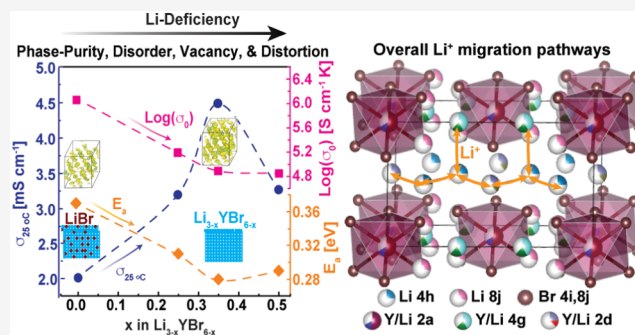 Li-Deficiency
Phase-Purity, Disorder, Vacancy, & Distortion
Overall Li⁺ migration pathways
σ25 oC [mS cm⁻¹]
5.0
4.5
4.0
3.5
3.0
2.5
2.0
Log(σ0)
Ea
LiBr
Li3-xYBr6-x
σ25 oC
Log(σ0) [S cm⁻¹ K]
6.8
6.4
6.0
5.6
5.2
4.8
Ea [eV]
0.36
0.32
0.28
0.0 0.1 0.2 0.3 0.4 0.5
x in Li3-xYBr6-x
Li⁺
Li 4h
Li 8j
Br 4i,8j
Y/Li 2a
Y/Li 4g
Y/Li 2d